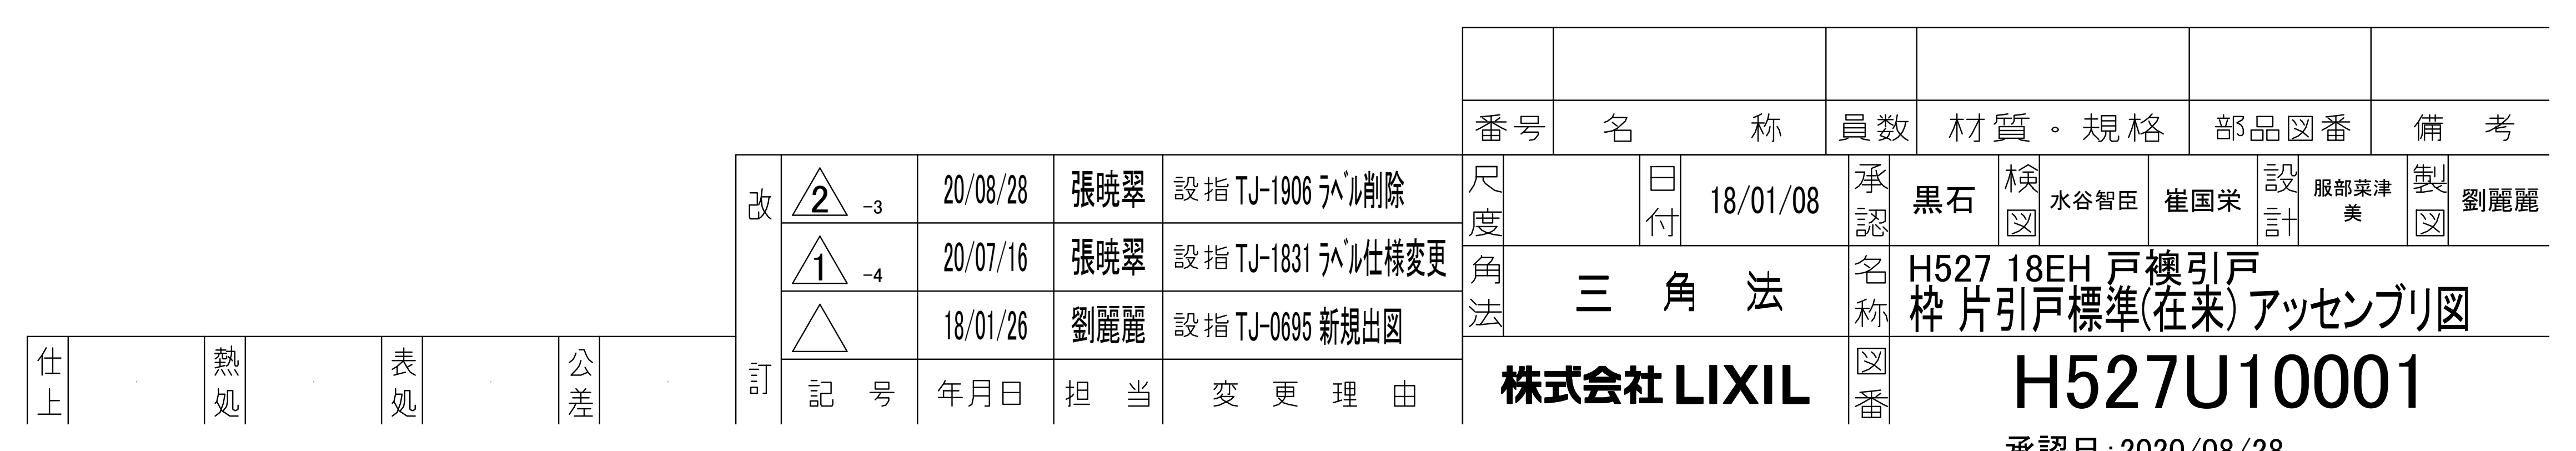 番号 名称 員数 材質・規格 部品図番 備考
改訂
2 -3 20/08/28 張暁翠 設指 TJ-1906 ラベル削除
1 -4 20/07/16 張暁翠 設指 TJ-1831 ラベル仕様変更
18/01/26 劉麗麗 設指 TJ-0695 新規出図
記号 年月日 担当 変更理由
尺度 日付 18/01/08 承認 黒石 検図 水谷智臣 崔国栄 設計 服部菜津美 製図 劉麗麗
角法 三角法 名称 H527 18EH 戸襖引戸
枠 片引戸標準(在来) アッセンブリ図
仕上 熱処 表処 公差
株式会社 LIXIL 図番 H527U10001
承認日:2020/08/28